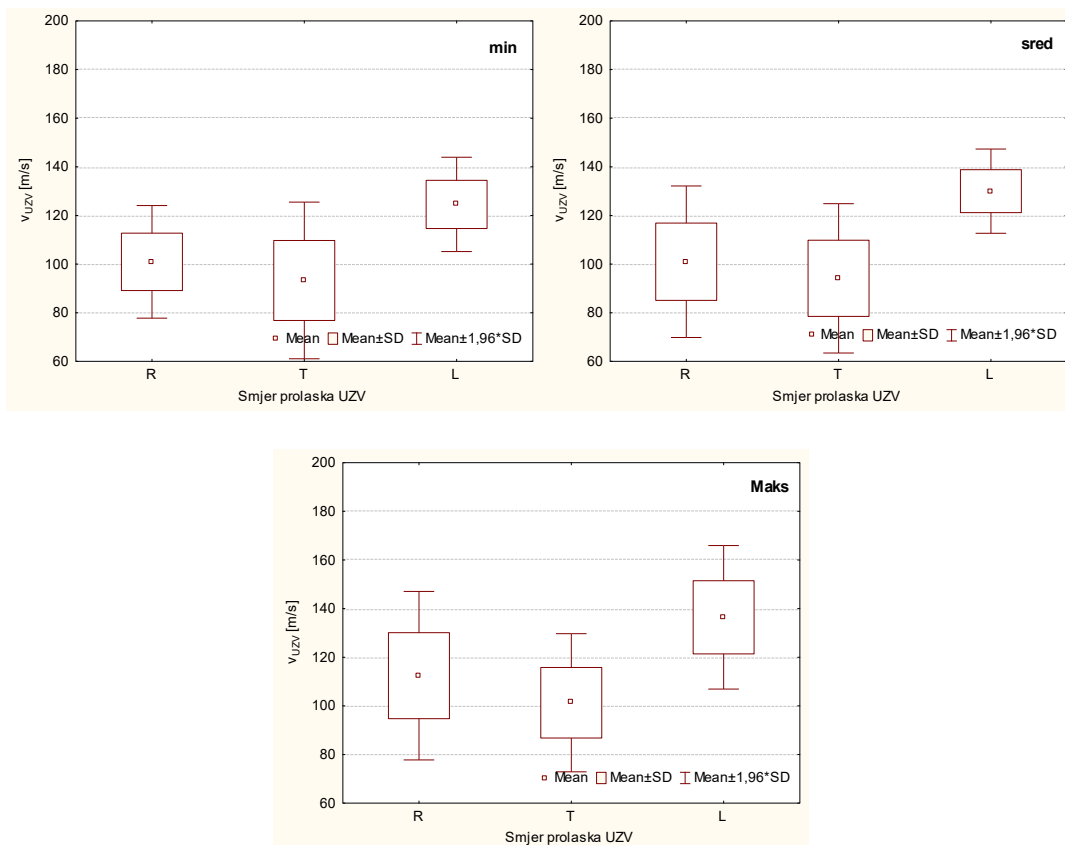 200
min
180
160
140
120
100
80
60
v_UZV [m/s]
Mean Mean±SD Mean±1,96*SD
R T L
Smjer prolaska UZV
200
sred
180
160
140
120
100
80
60
v_UZV [m/s]
Mean Mean±SD Mean±1,96*SD
R T L
Smjer prolaska UZV
200
Maks
180
160
140
120
100
80
60
v_UZV [m/s]
Mean Mean±SD Mean±1,96*SD
R T L
Smjer prolaska UZV